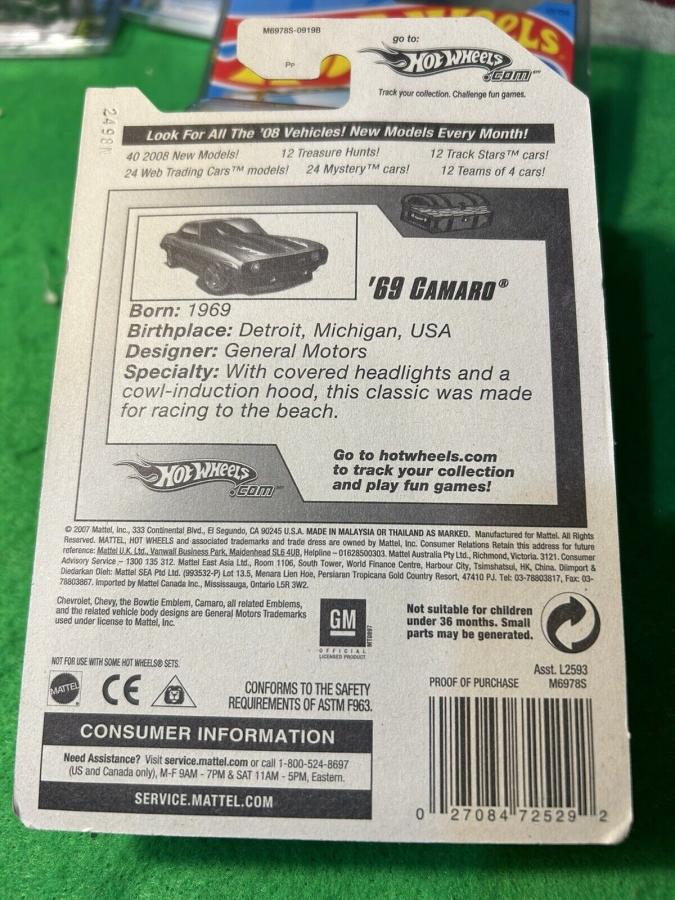 M6978S-0919B
Pp
go to:
HOT WHEELS
.COM™
Track your collection. Challenge fun games.
WHEELS
2498
Look For All The '08 Vehicles! New Models Every Month!
40 2008 New Models! 12 Treasure Hunts! 12 Track Stars™ cars!
24 Web Trading Cars™ models! 24 Mystery™ cars! 12 Teams of 4 cars!
'69 CAMARO®
Born: 1969
Birthplace: Detroit, Michigan, USA
Designer: General Motors
Specialty: With covered headlights and a
cowl-induction hood, this classic was made
for racing to the beach.
HOT WHEELS
.COM™
Go to hotwheels.com
to track your collection
and play fun games!
© 2007 Mattel, Inc., 333 Continental Blvd., El Segundo, CA 90245 U.S.A. MADE IN MALAYSIA OR THAILAND AS MARKED. Manufactured for Mattel. All Rights
Reserved. MATTEL, HOT WHEELS and associated trademarks and trade dress are owned by Mattel, Inc. Consumer Relations Retain this address for future
reference: Mattel U.K. Ltd., Vanwall Business Park, Maidenhead SL6 4UB, Helpline – 01628500303. Mattel Australia Pty Ltd., Richmond, Victoria. 3121. Consumer
Advisory Service – 1300 135 312. Mattel East Asia Ltd., Room 1106, South Tower, World Finance Centre, Harbour City, Tsimshatsui, HK, China. Diimport &
Diedarkan Oleh: Mattel SEA Ptd Ltd. (993532-P) Lot 13.5, Menara Lien Hoe, Persiaran Tropicana Gold Country Resort, 47410 PJ. Tel: 03-78803817, Fax: 03-
78803867. Imported by Mattel Canada Inc., Mississauga, Ontario L5R 3W2.
Chevrolet, Chevy, the Bowtie Emblem, Camaro, all related Emblems,
and the related vehicle body designs are General Motors Trademarks
used under license to Mattel, Inc.
GM
OFFICIAL
LICENSED PRODUCT
Not suitable for children
under 36 months. Small
parts may be generated.
NOT FOR USE WITH SOME HOT WHEELS® SETS.
MATTEL
CE
CONFORMS TO THE SAFETY
REQUIREMENTS OF ASTM F963.
PROOF OF PURCHASE
Asst. L2593
M6978S
CONSUMER INFORMATION
Need Assistance? Visit service.mattel.com or call 1-800-524-8697
(US and Canada only), M-F 9AM - 7PM & SAT 11AM - 5PM, Eastern.
SERVICE.MATTEL.COM
0 27084 72529 2